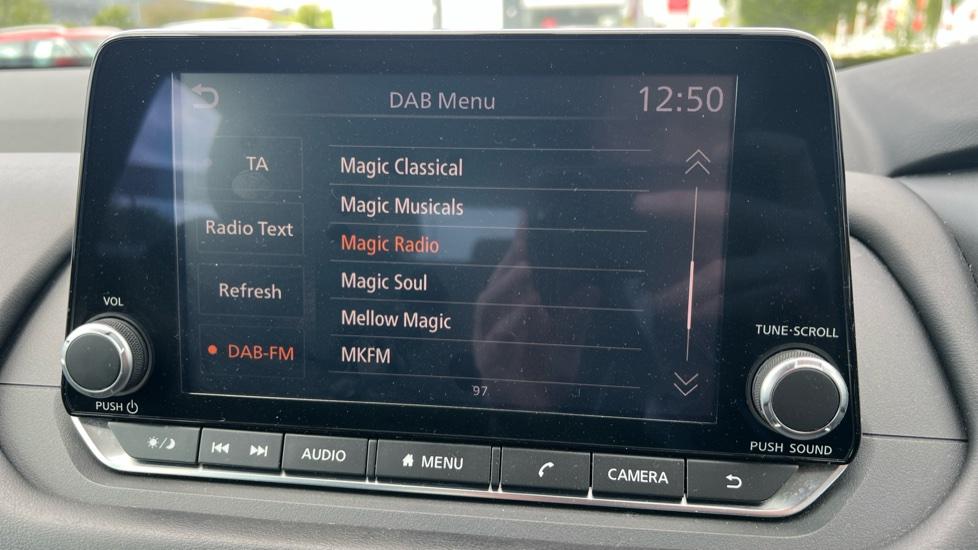 DAB Menu
12:50
TA
Radio Text
Refresh
DAB-FM
Magic Classical
Magic Musicals
Magic Radio
Magic Soul
Mellow Magic
MKFM
97
VOL
PUSH
TUNE·SCROLL
PUSH SOUND
AUDIO
MENU
CAMERA